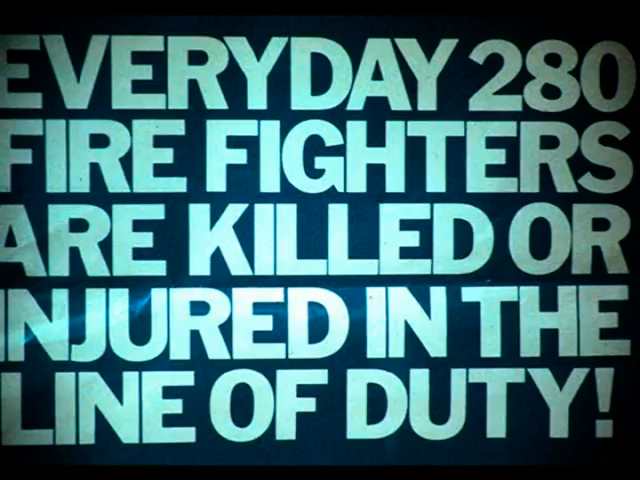 EVERYDAY 280
FIRE FIGHTERS
ARE KILLED OR
INJURED IN THE
LINE OF DUTY!